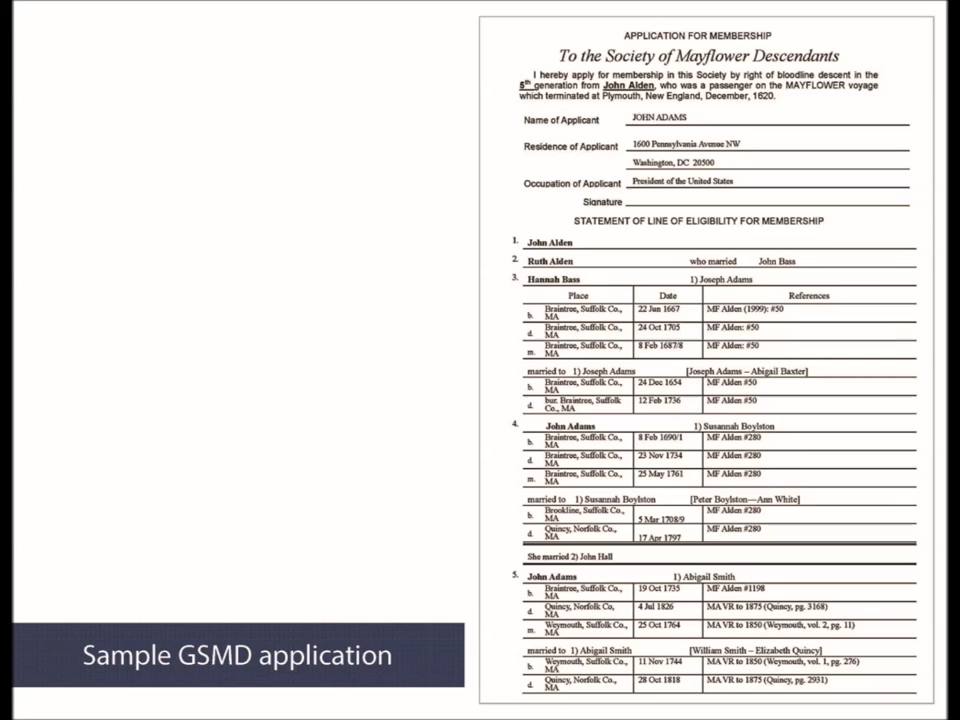 APPLICATION FOR MEMBERSHIP
To the Society of Mayflower Descendants
I hereby apply for membership in this Society by right of bloodline descent in the
5th generation from John Alden, who was a passenger on the MAYFLOWER voyage
which terminated at Plymouth, New England, December, 1620.
Name of Applicant JOHN ADAMS
Residence of Applicant 1600 Pennsylvania Avenue NW
Washington, DC 20500
Occupation of Applicant President of the United States
Signature
STATEMENT OF LINE OF ELIGIBILITY FOR MEMBERSHIP
1. John Alden
2. Ruth Alden who married John Bass
3. Hannah Bass 1) Joseph Adams
Place Date References
b. Braintree, Suffolk Co., MA 22 Jun 1667 MF Alden (1999): #50
d. Braintree, Suffolk Co., MA 24 Oct 1705 MF Alden: #50
m. Braintree, Suffolk Co., MA 8 Feb 1687/8 MF Alden: #50
married to 1) Joseph Adams [Joseph Adams – Abigail Baxter]
b. Braintree, Suffolk Co., MA 24 Dec 1654 MF Alden #50
d. bur. Braintree, Suffolk Co., MA 12 Feb 1736 MF Alden #50
4. John Adams 1) Susannah Boylston
b. Braintree, Suffolk Co., MA 8 Feb 1690/1 MF Alden #280
d. Braintree, Suffolk Co., MA 23 Nov 1734 MF Alden #280
m. Braintree, Suffolk Co., MA 25 May 1761 MF Alden #280
married to 1) Susannah Boylston [Peter Boylston—Ann White]
b. Brookline, Suffolk Co., MA 5 Mar 1708/9 MF Alden #280
d. Quincy, Norfolk Co., MA 17 Apr 1797 MF Alden #280
She married 2) John Hall
5. John Adams 1) Abigail Smith
b. Braintree, Suffolk Co., MA 19 Oct 1735 MF Alden #1198
d. Quincy, Norfolk Co, MA 4 Jul 1826 MA VR to 1875 (Quincy, pg. 3168)
m. Weymouth, Suffolk Co., MA 25 Oct 1764 MA VR to 1850 (Weymouth, vol. 2, pg. 11)
married to 1) Abigail Smith [William Smith – Elizabeth Quincy]
b. Weymouth, Suffolk Co., MA 11 Nov 1744 MA VR to 1850 (Weymouth, vol. 1, pg. 276)
d. Quincy, Norfolk Co., MA 28 Oct 1818 MA VR to 1875 (Quincy, pg. 2931)
Sample GSMD application